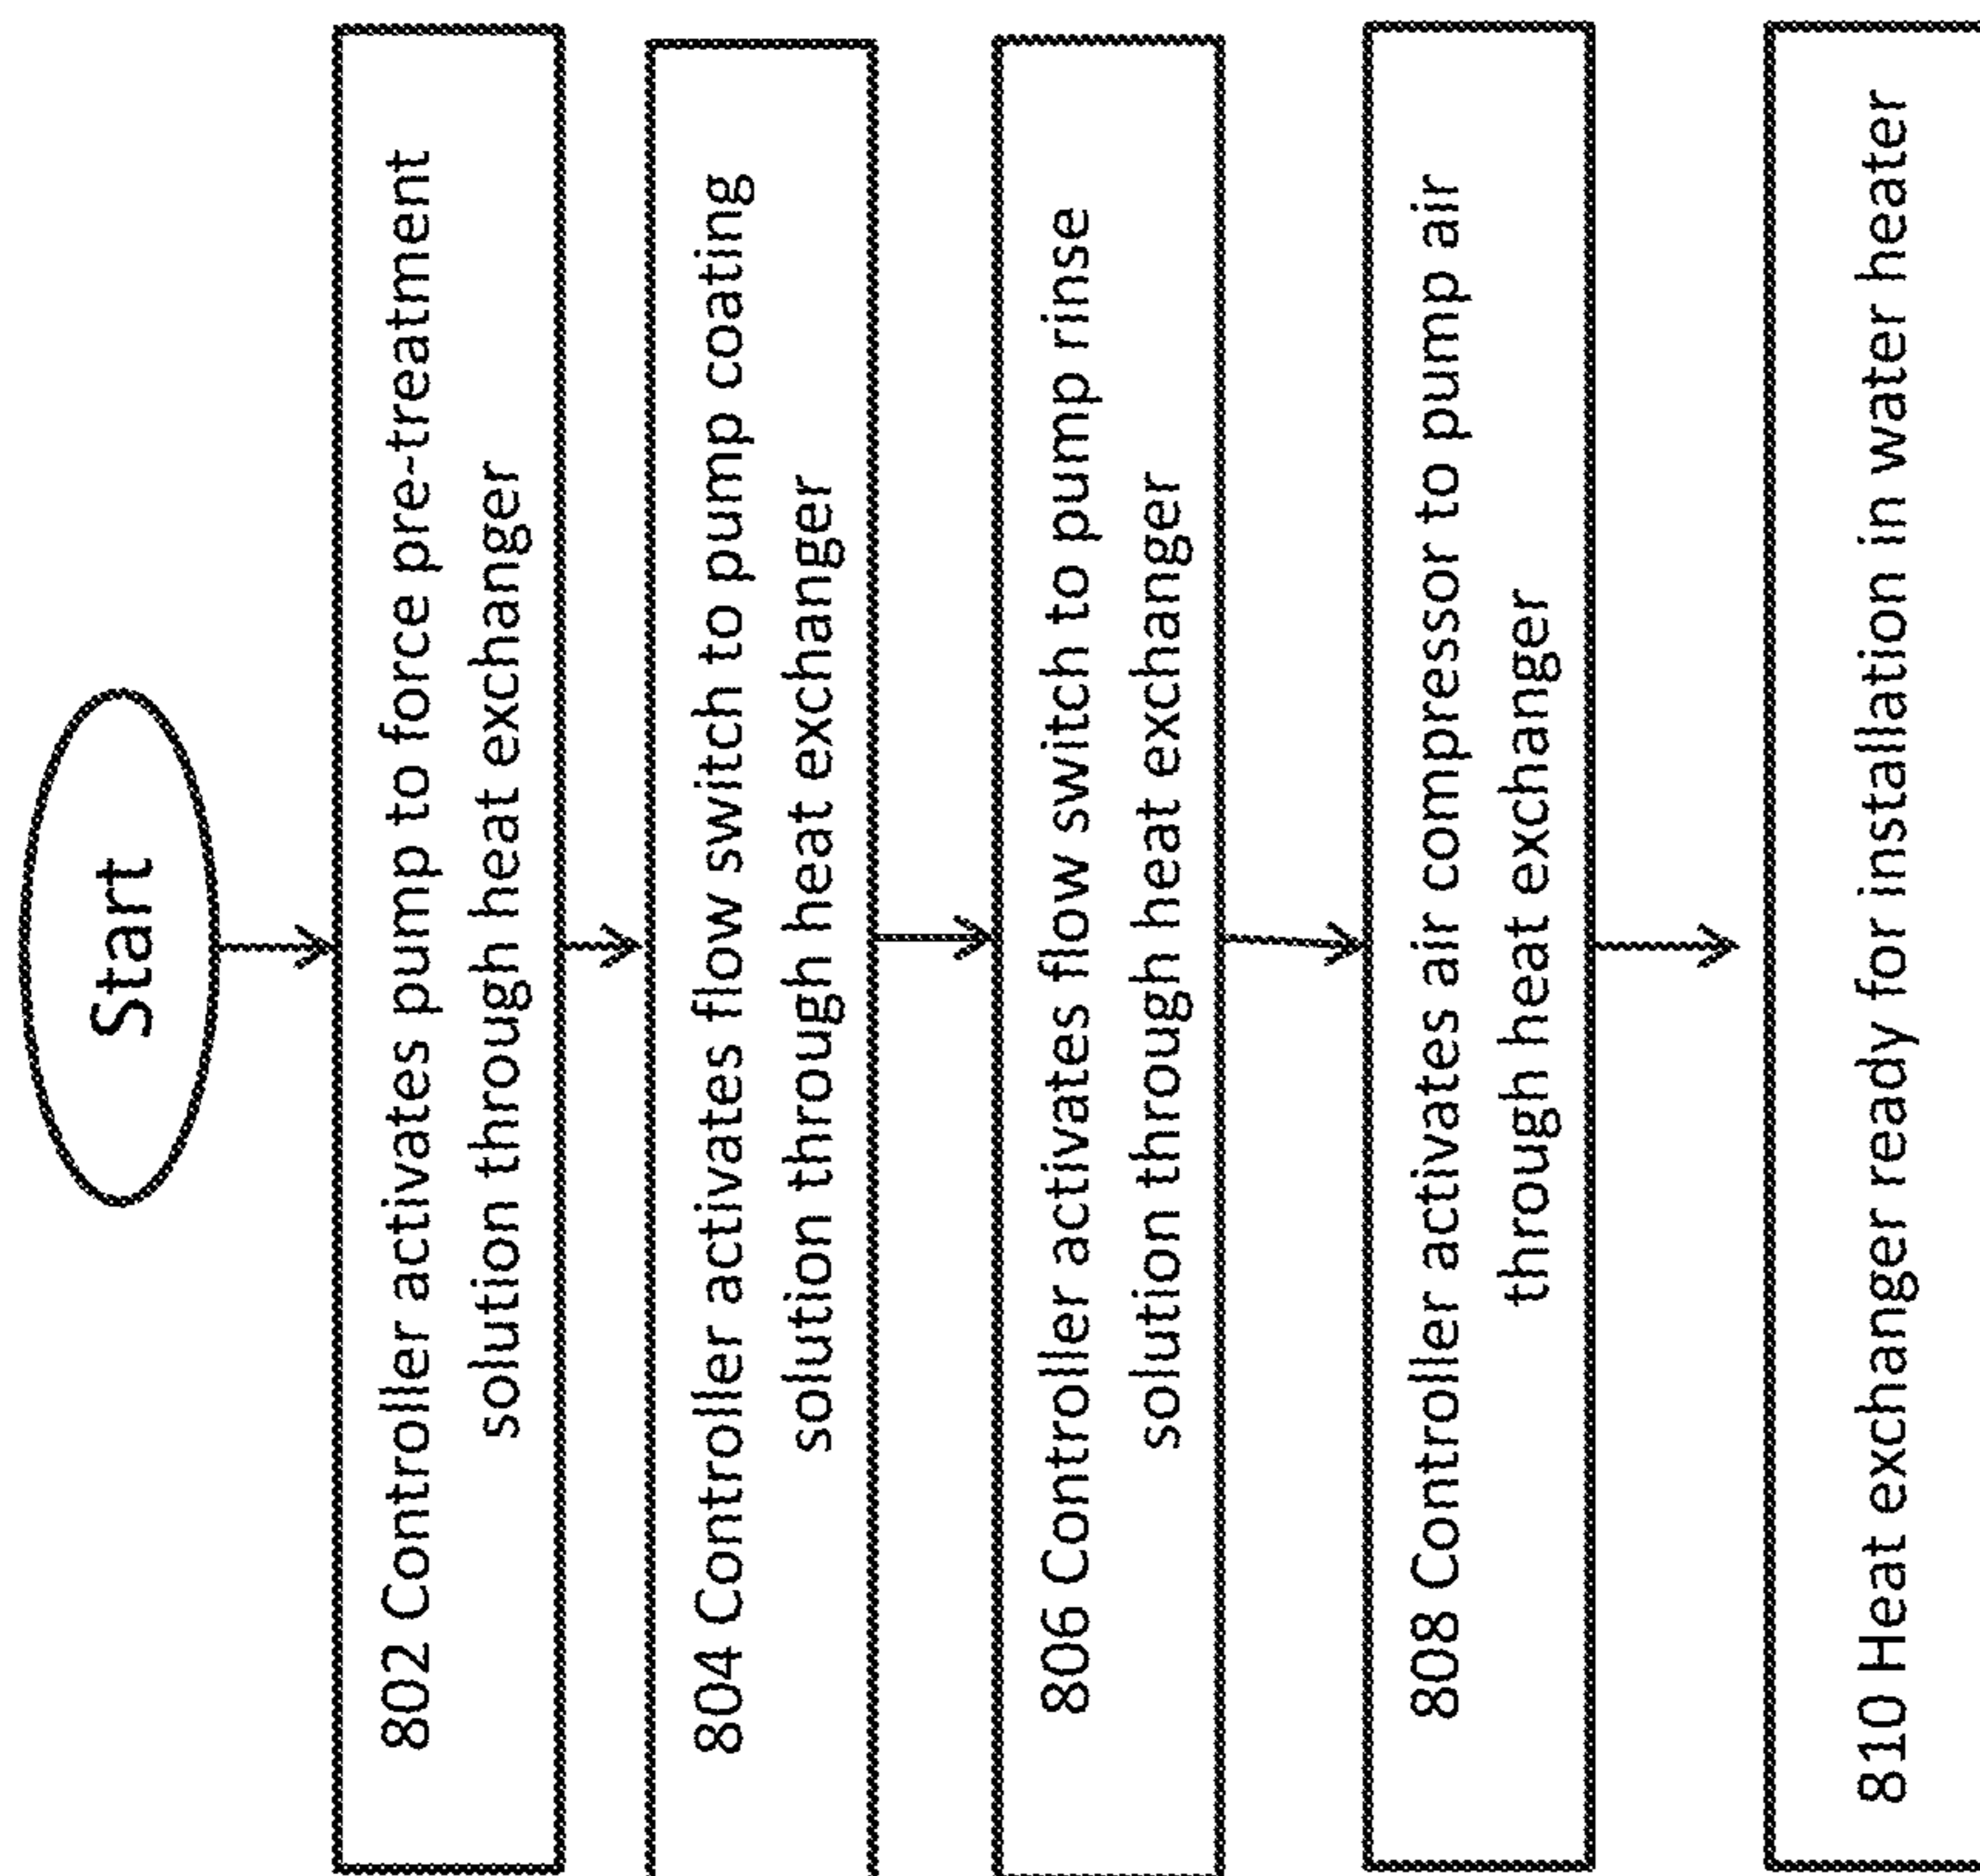 Start
802 Controller activates pump to force pre-treatment
solution through heat exchanger
804 Controller activates flow switch to pump coating
solution through heat exchanger
806 Controller activates flow switch to pump rinse
solution through heat exchanger
808 Controller activates air compressor to pump air
through heat exchanger
810 Heat exchanger ready for installation in water heater